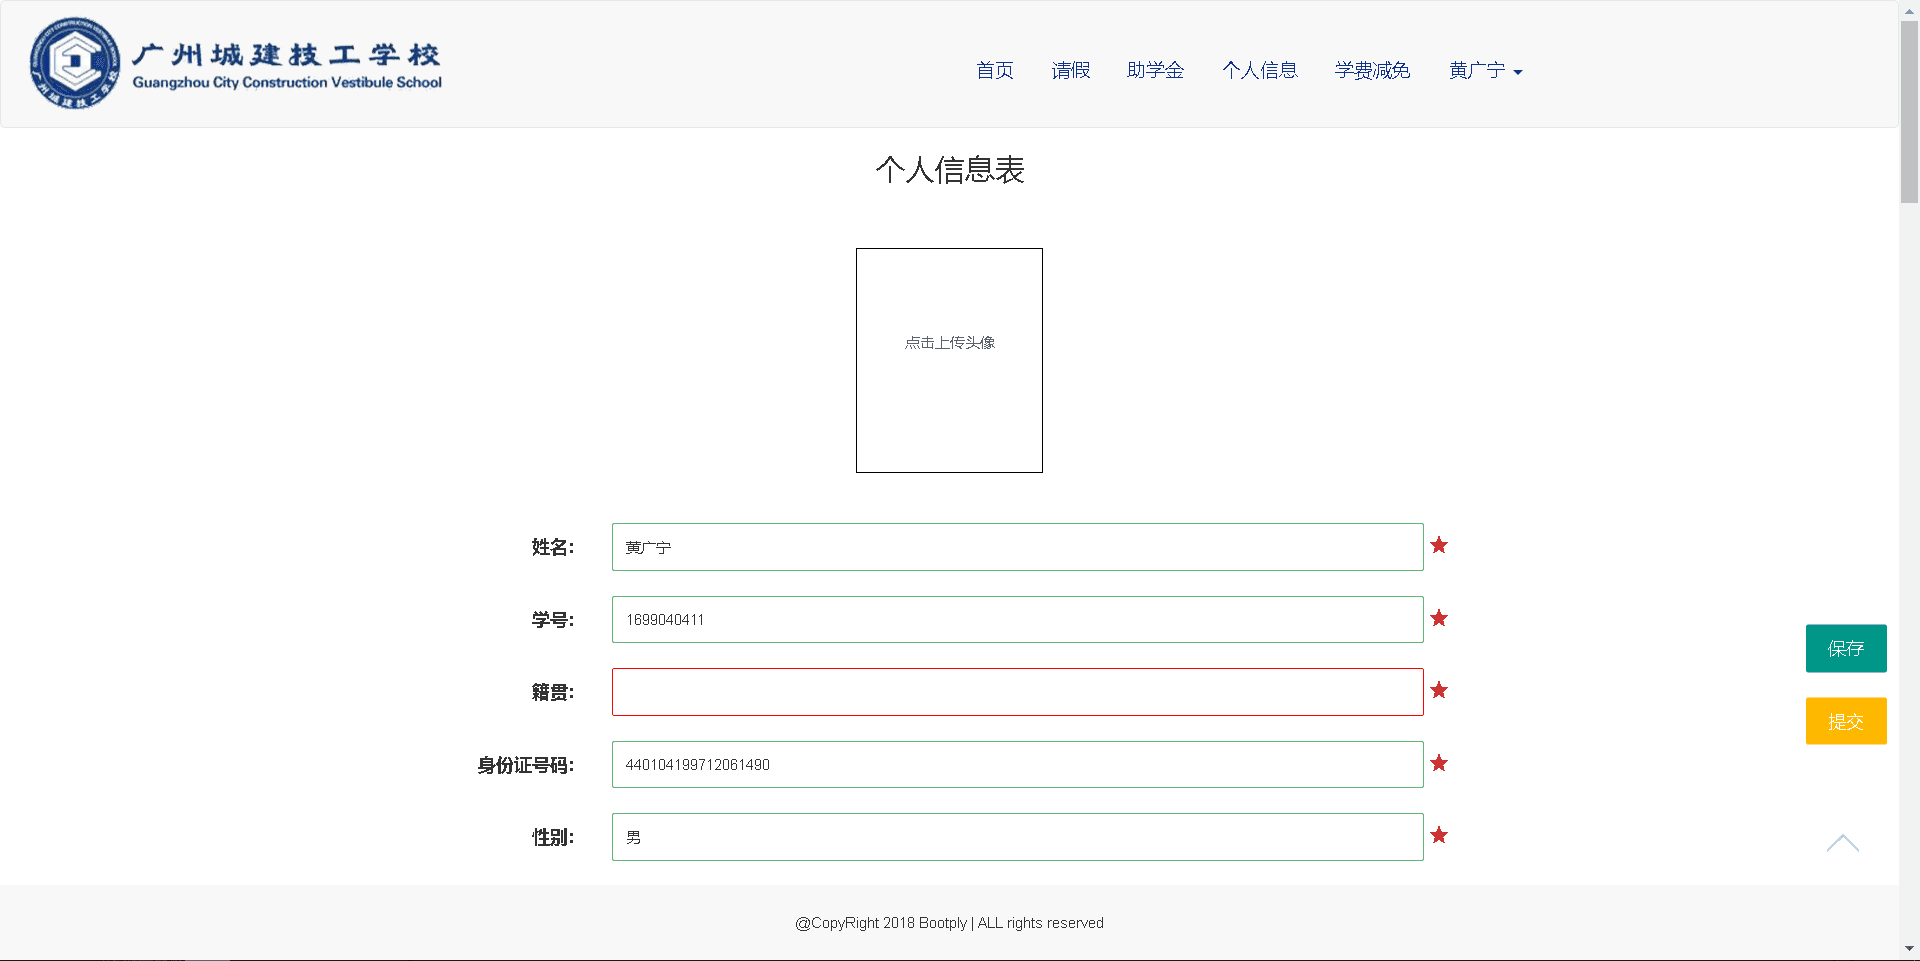 广州城建技工学校
Guangzhou City Construction Vestibule School
首页 请假 助学金 个人信息 学费减免 黄广宁
个人信息表
点击上传头像
姓名: 黄广宁
学号: 1699040411
籍贯:
身份证号码: 440104199712061490
性别: 男
保存
提交
@CopyRight 2018 Bootply | ALL rights reserved